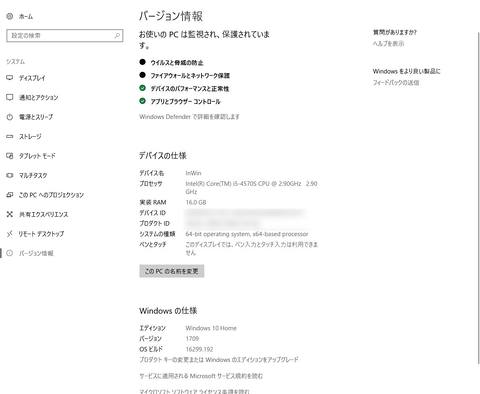 ホーム
設定の検索
システム
ディスプレイ
通知とアクション
電源とスリープ
ストレージ
タブレット モード
マルチタスク
この PC へのプロジェクション
共有エクスペリエンス
リモート デスクトップ
バージョン情報
バージョン情報
お使いの PC は監視され、保護されていま
す。
ウイルスと脅威の防止
ファイアウォールとネットワーク保護
デバイスのパフォーマンスと正常性
アプリとブラウザー コントロール
Windows Defender で詳細を確認します
デバイスの仕様
デバイス名 InWin
プロセッサ Intel(R) Core(TM) i5-4570S CPU @ 2.90GHz 2.90
GHz
実装 RAM 16.0 GB
デバイス ID
プロダクト ID
システムの種類 64-bit operating system, x64-based processor
ペンとタッチ このディスプレイでは、ペン入力とタッチ入力は利用できま
せん
この PC の名前を変更
Windows の仕様
エディション Windows 10 Home
バージョン 1709
OS ビルド 16299.192
プロダクト キーの変更または Windows のエディションをアップグレード
サービスに適用される Microsoft サービス規約を読む
マイクロソフト ソフトウェア ライセンス条項を読む
質問がありますか?
ヘルプを表示
Windows をより良い製品に
フィードバックの送信